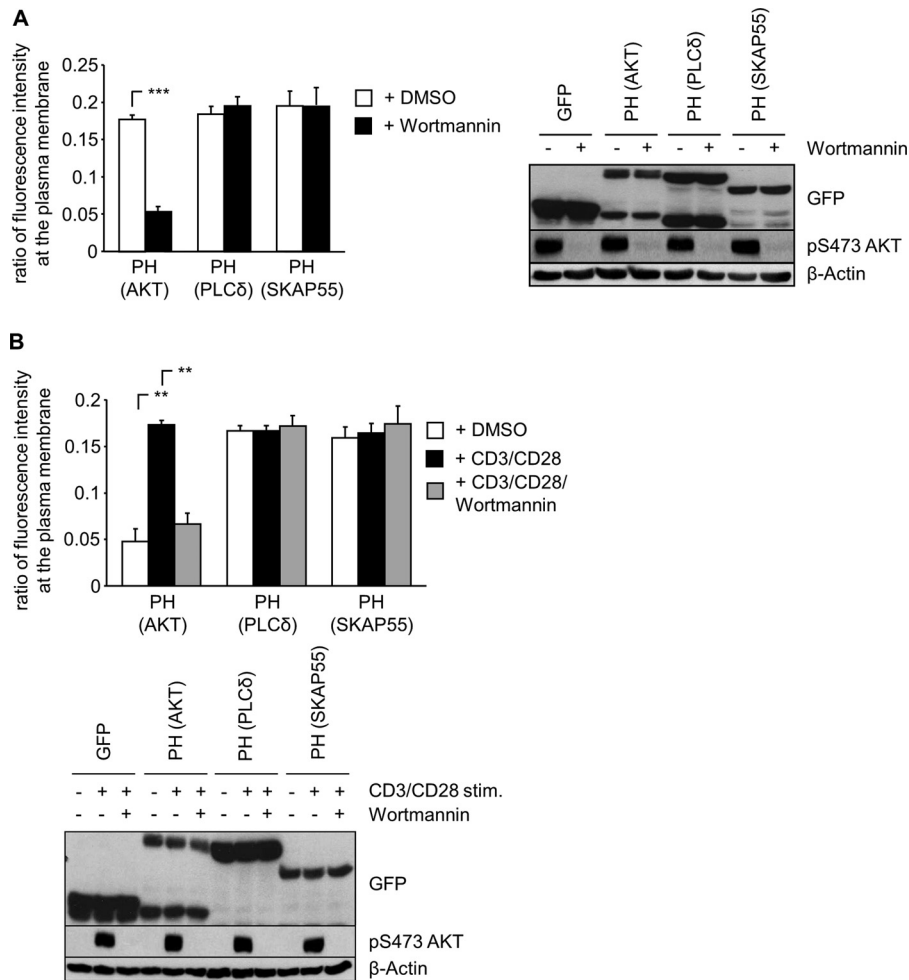 A
ratio of fluorescence intensity
at the plasma membrane
0.25
0.2
0.15
0.1
0.05
0
***
+ DMSO
+ Wortmannin
PH
(AKT)
PH
(PLCδ)
PH
(SKAP55)
GFP
PH (AKT)
PH (PLCδ)
PH (SKAP55)
- + - + - + - + Wortmannin
GFP
pS473 AKT
β-Actin
B
ratio of fluorescence intensity
at the plasma membrane
0.2
0.15
0.1
0.05
0
**
**
+ DMSO
+ CD3/CD28
+ CD3/CD28/
Wortmannin
PH
(AKT)
PH
(PLCδ)
PH
(SKAP55)
GFP
PH (AKT)
PH (PLCδ)
PH (SKAP55)
- + + - + + - + + - + + CD3/CD28 stim.
- - + - - + - - + - - + Wortmannin
GFP
pS473 AKT
β-Actin